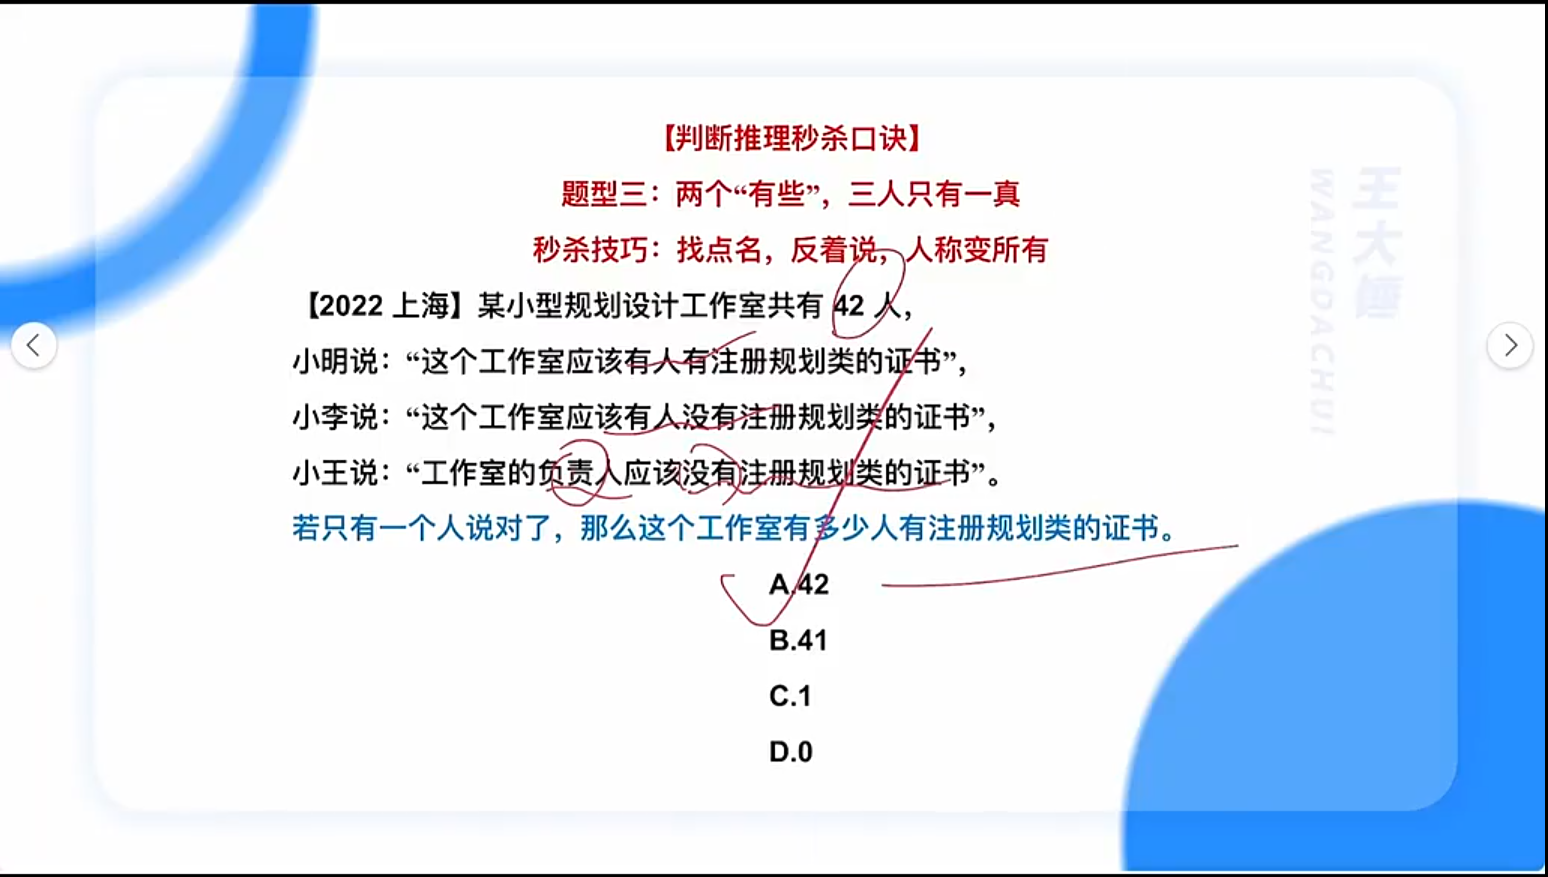 【判断推理秒杀口诀】
题型三：两个“有些”，三人只有一真
秒杀技巧：找点名，反着说，人称变所有
【2022 上海】某小型规划设计工作室共有 42 人，
小明说：“这个工作室应该有人有注册规划类的证书”，
小李说：“这个工作室应该有人没有注册规划类的证书”，
小王说：“工作室的负责人应该没有注册规划类的证书”。
若只有一个人说对了，那么这个工作室有多少人有注册规划类的证书。
A.42
B.41
C.1
D.0
王大锤
WANGDACHUI